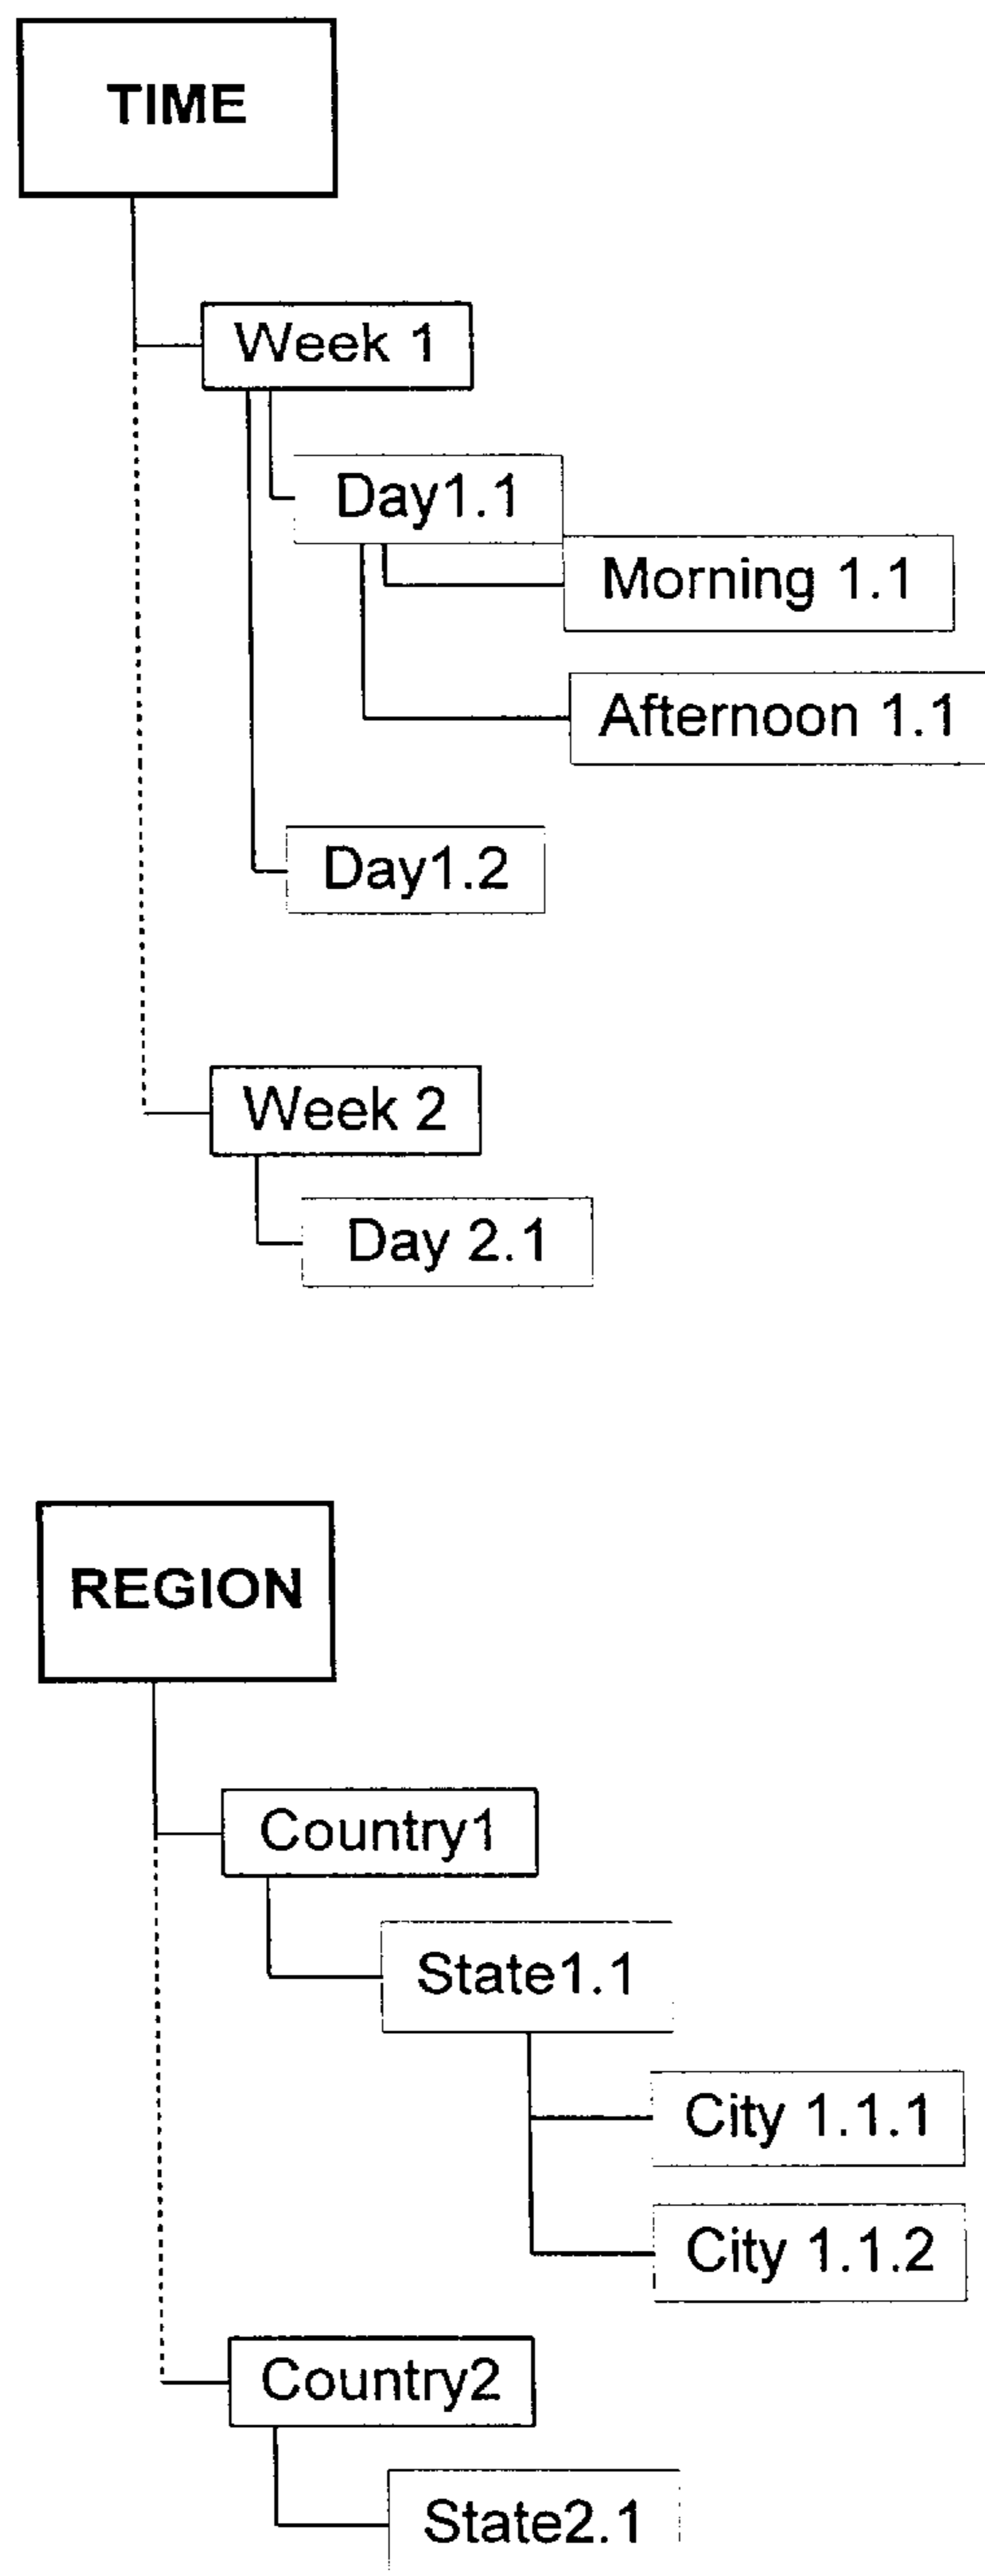 TIME
Week 1
Day1.1
Morning 1.1
Afternoon 1.1
Day1.2
Week 2
Day 2.1
REGION
Country1
State1.1
City 1.1.1
City 1.1.2
Country2
State2.1